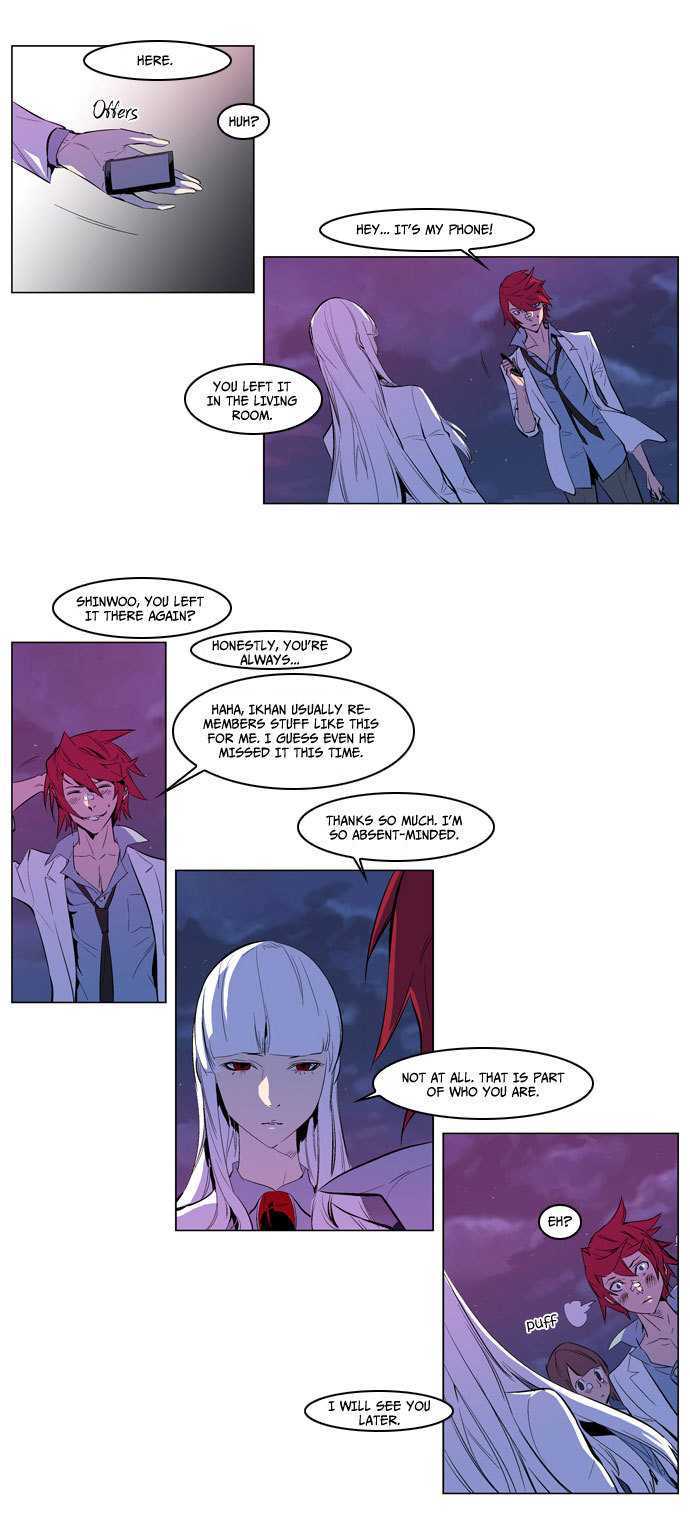 HERE.
Offers
HUH?
HEY... IT'S MY PHONE!
YOU LEFT IT
IN THE LIVING
ROOM.
SHINWOO, YOU LEFT
IT THERE AGAIN?
HONESTLY, YOU'RE
ALWAYS...
HAHA, IKHAN USUALLY RE-
MEMBERS STUFF LIKE THIS
FOR ME. I GUESS EVEN HE
MISSED IT THIS TIME.
THANKS SO MUCH. I'M
SO ABSENT-MINDED.
NOT AT ALL. THAT IS PART
OF WHO YOU ARE.
EH?
puff
I WILL SEE YOU
LATER.